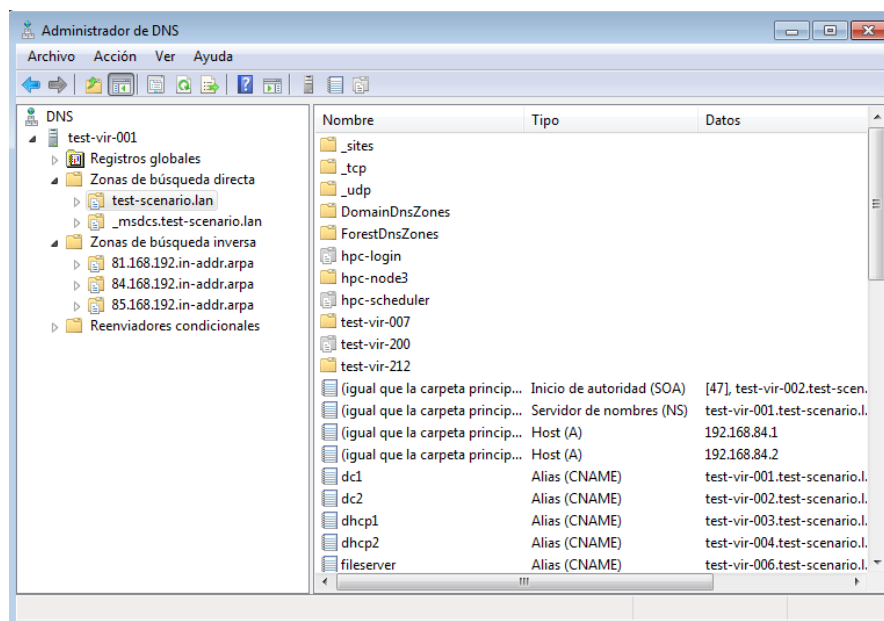 Administrador de DNS
Archivo Acción Ver Ayuda
DNS
test-vir-001
Registros globales
Zonas de búsqueda directa
test-scenario.lan
_msdcs.test-scenario.lan
Zonas de búsqueda inversa
81.168.192.in-addr.arpa
84.168.192.in-addr.arpa
85.168.192.in-addr.arpa
Reenviadores condicionales
Nombre Tipo Datos
_sites
_tcp
_udp
DomainDnsZones
ForestDnsZones
hpc-login
hpc-node3
hpc-scheduler
test-vir-007
test-vir-200
test-vir-212
(igual que la carpeta princip... Inicio de autoridad (SOA) [47], test-vir-002.test-scen.
(igual que la carpeta princip... Servidor de nombres (NS) test-vir-001.test-scenario.l.
(igual que la carpeta princip... Host (A) 192.168.84.1
(igual que la carpeta princip... Host (A) 192.168.84.2
dc1 Alias (CNAME) test-vir-001.test-scenario.l.
dc2 Alias (CNAME) test-vir-002.test-scenario.l.
dhcp1 Alias (CNAME) test-vir-003.test-scenario.l.
dhcp2 Alias (CNAME) test-vir-004.test-scenario.l.
fileserver Alias (CNAME) test-vir-006.test-scenario.l.